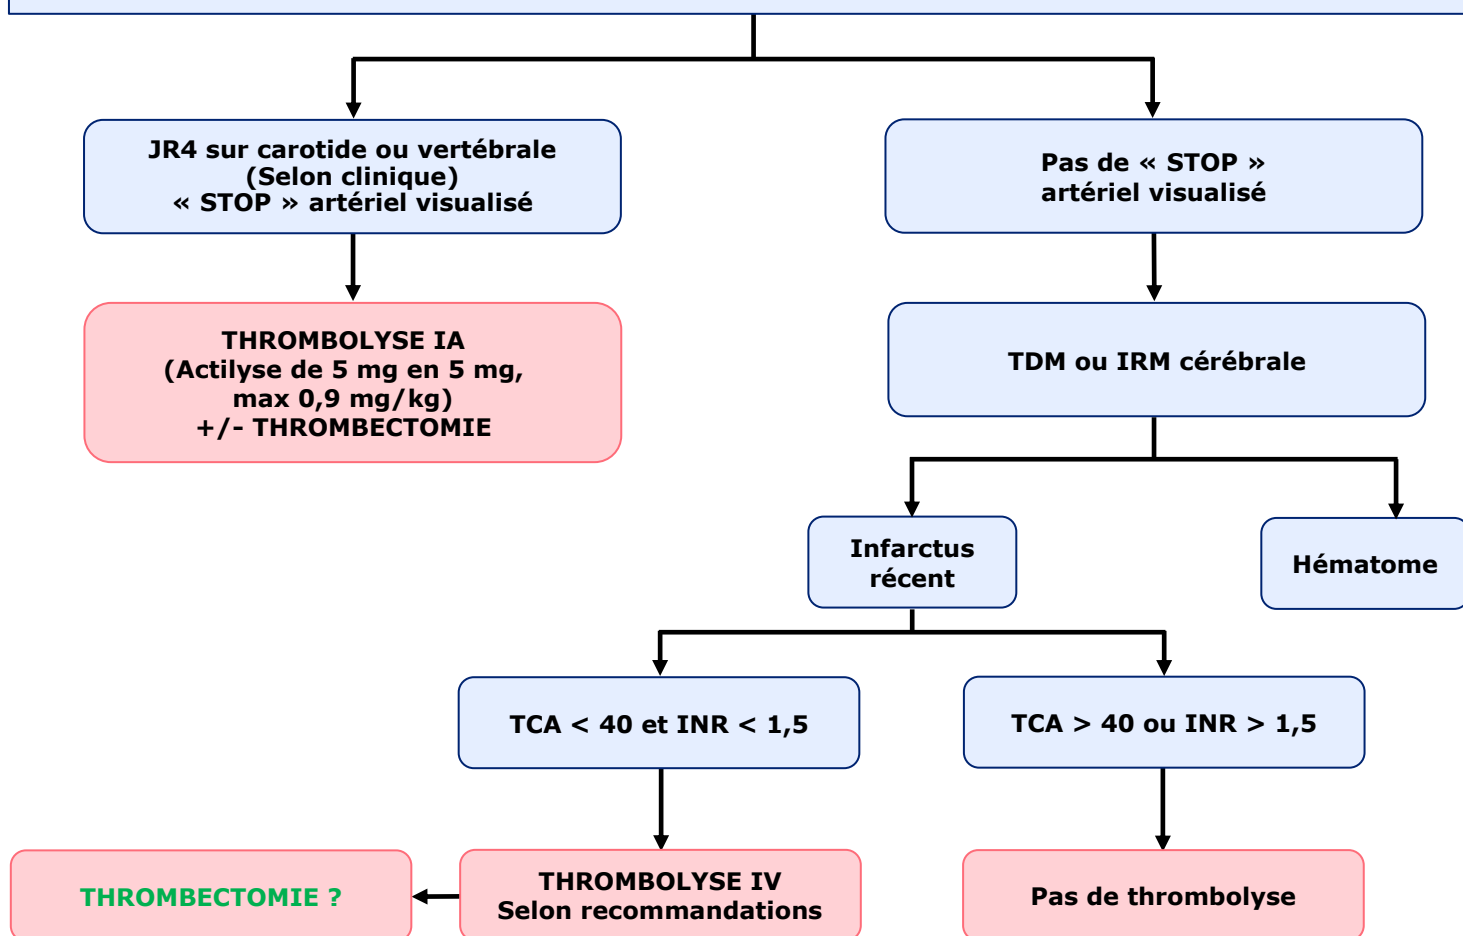 JR4 sur carotide ou vertébrale
(Selon clinique)
« STOP » artériel visualisé
Pas de « STOP »
artériel visualisé
THROMBOLYSE IA
(Actilyse de 5 mg en 5 mg,
max 0,9 mg/kg)
+/- THROMBECTOMIE
TDM ou IRM cérébrale
Infarctus
récent
Hématome
TCA < 40 et INR < 1,5
TCA > 40 ou INR > 1,5
THROMBECTOMIE ?
THROMBOLYSE IV
Selon recommandations
Pas de thrombolyse